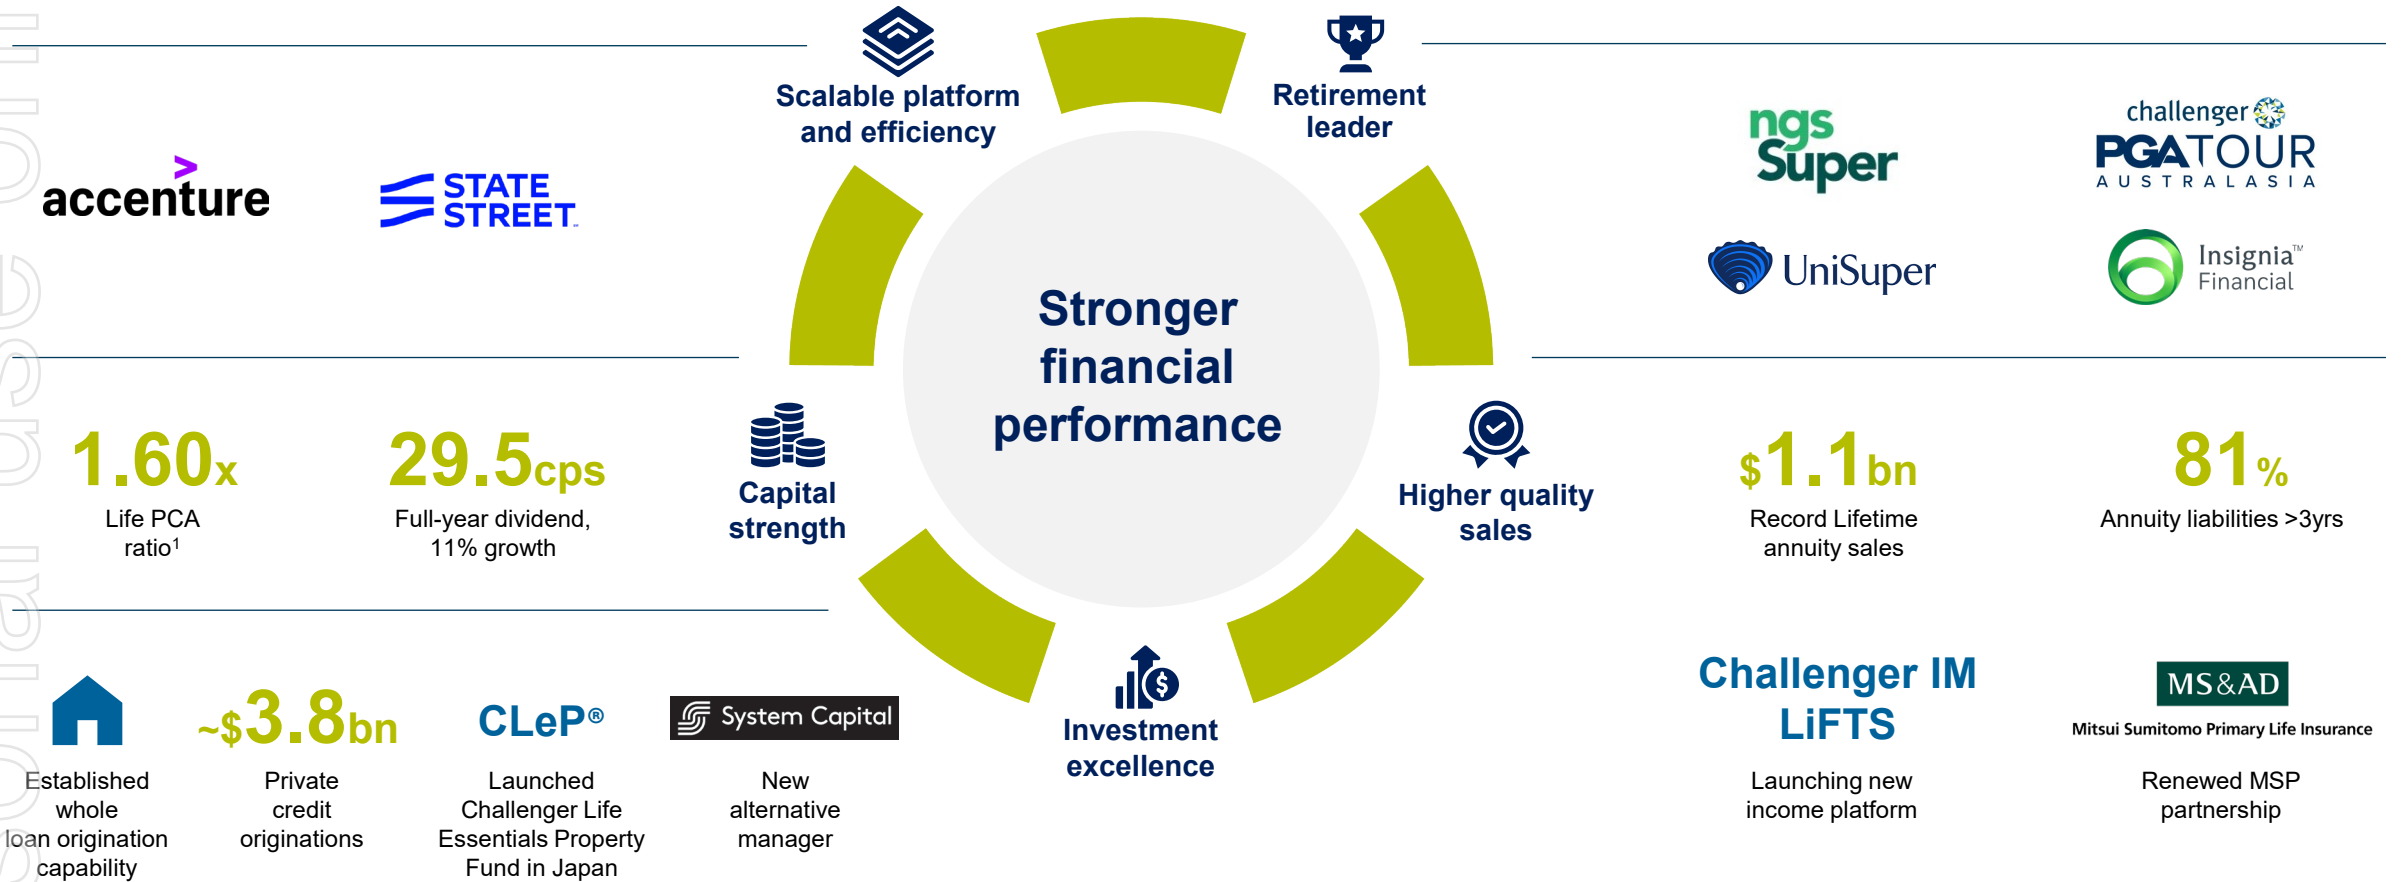 Scalable platform
and efficiency
Retirement
leader
accenture
STATE
STREET
ngs
Super
challenger
PGATOUR
AUSTRALASIA
UniSuper
Insignia™
Financial
Stronger
financial
performance
1.60x
Life PCA
ratio¹
29.5cps
Full-year dividend,
11% growth
Capital
strength
Higher quality
sales
$1.1bn
Record Lifetime
annuity sales
81%
Annuity liabilities >3yrs
Established
whole
loan origination
capability
~$3.8bn
Private
credit
originations
CLeP®
Launched
Challenger Life
Essentials Property
Fund in Japan
System Capital
New
alternative
manager
Investment
excellence
Challenger IM
LiFTS
Launching new
income platform
MS&AD
Mitsui Sumitomo Primary Life Insurance
Renewed MSP
partnership